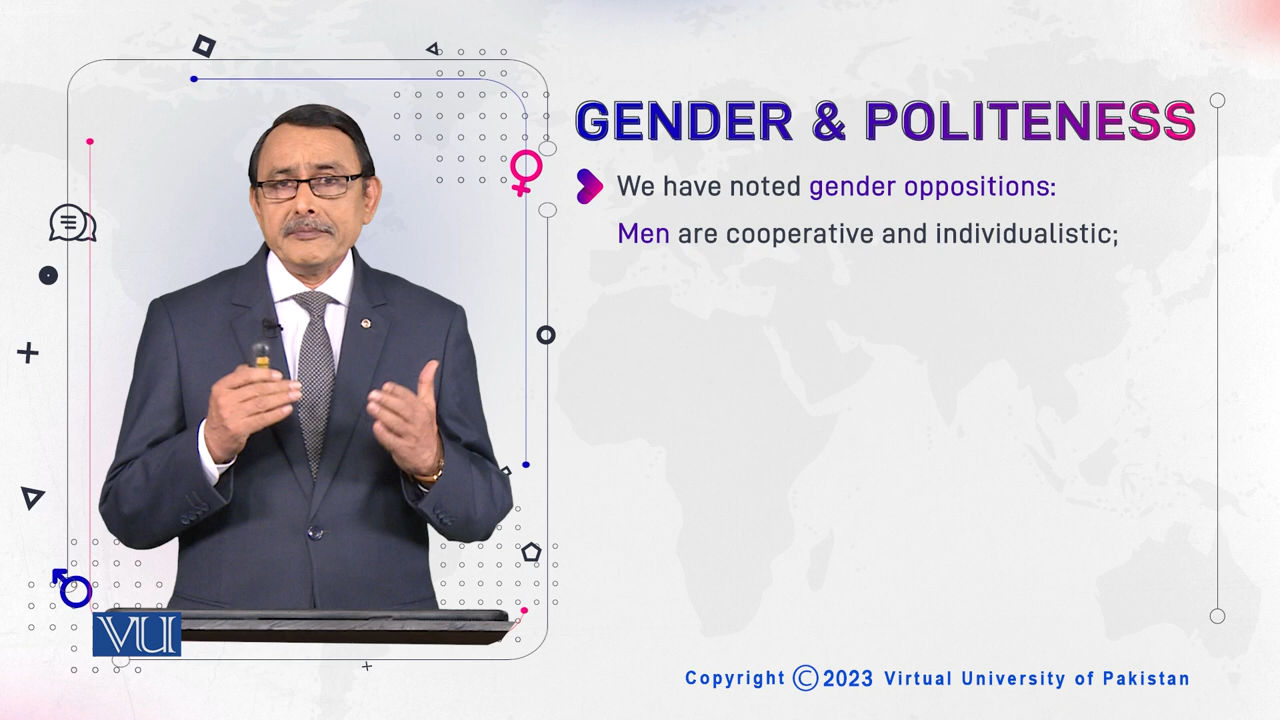 GENDER & POLITENESS
We have noted gender oppositions:
Men are cooperative and individualistic;
VU
Copyright ©2023 Virtual University of Pakistan